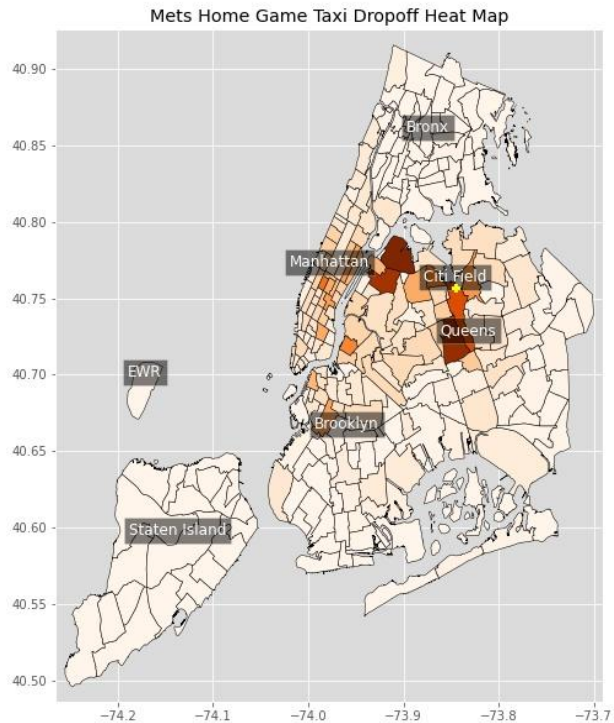 Mets Home Game Taxi Dropoff Heat Map
40.90
40.85
Bronx
40.80
Manhattan
Citi Field
40.75
Queens
EWR
40.70
Brooklyn
40.65
Staten Island
40.60
40.55
40.50
−74.2 −74.1 −74.0 −73.9 −73.8 −73.7